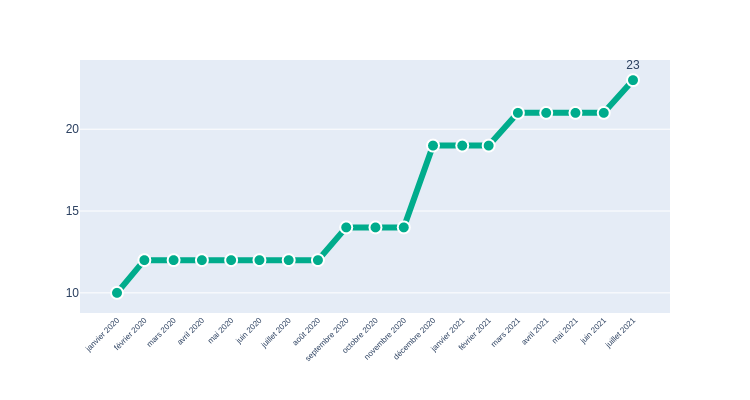 23
20
15
10
janvier 2020
février 2020
mars 2020
avril 2020
mai 2020
juin 2020
juillet 2020
août 2020
septembre 2020
octobre 2020
novembre 2020
décembre 2020
janvier 2021
février 2021
mars 2021
avril 2021
mai 2021
juin 2021
juillet 2021